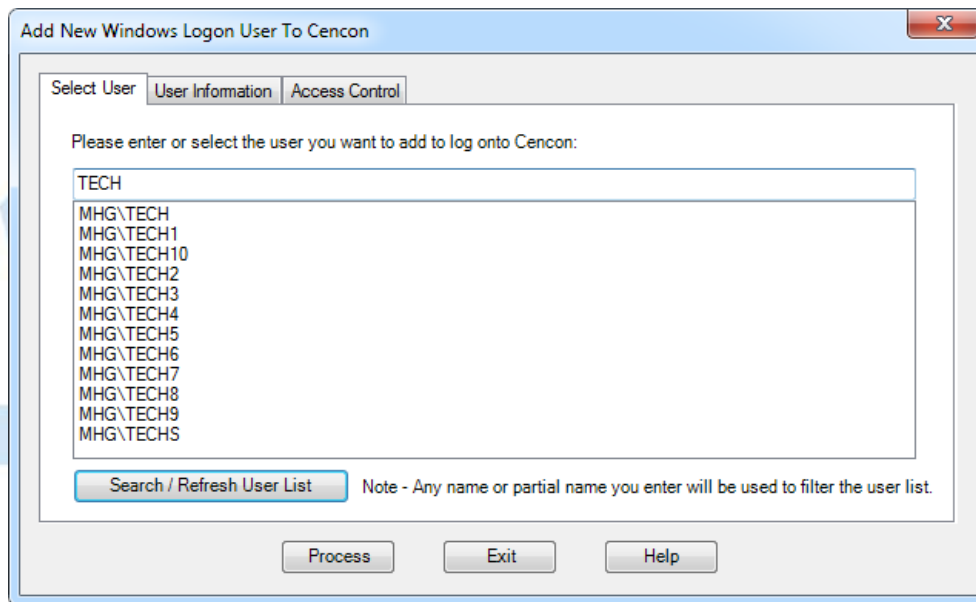 Add New Windows Logon User To Cencon
Select User
User Information
Access Control
Please enter or select the user you want to add to log onto Cencon:
TECH
MHG\TECH
MHG\TECH1
MHG\TECH10
MHG\TECH2
MHG\TECH3
MHG\TECH4
MHG\TECH5
MHG\TECH6
MHG\TECH7
MHG\TECH8
MHG\TECH9
MHG\TECHS
Search / Refresh User List
Note - Any name or partial name you enter will be used to filter the user list.
Process
Exit
Help